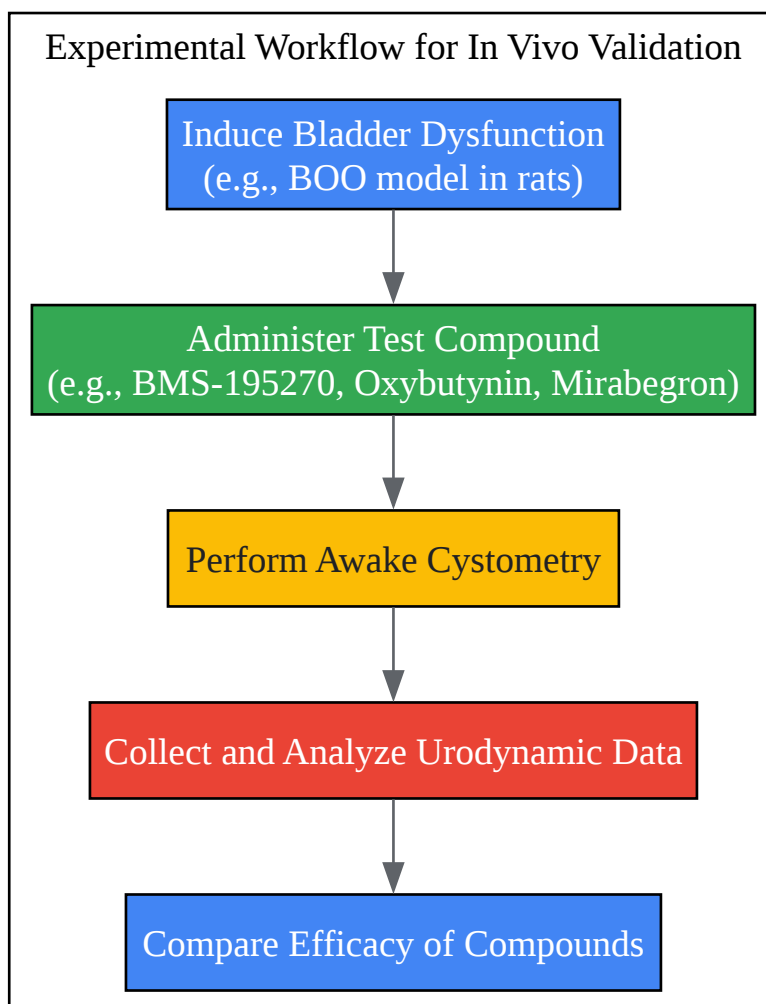 Experimental Workflow for In Vivo Validation
Induce Bladder Dysfunction
(e.g., BOO model in rats)
Administer Test Compound
(e.g., BMS-195270, Oxybutynin, Mirabegron)
Perform Awake Cystometry
Collect and Analyze Urodynamic Data
Compare Efficacy of Compounds